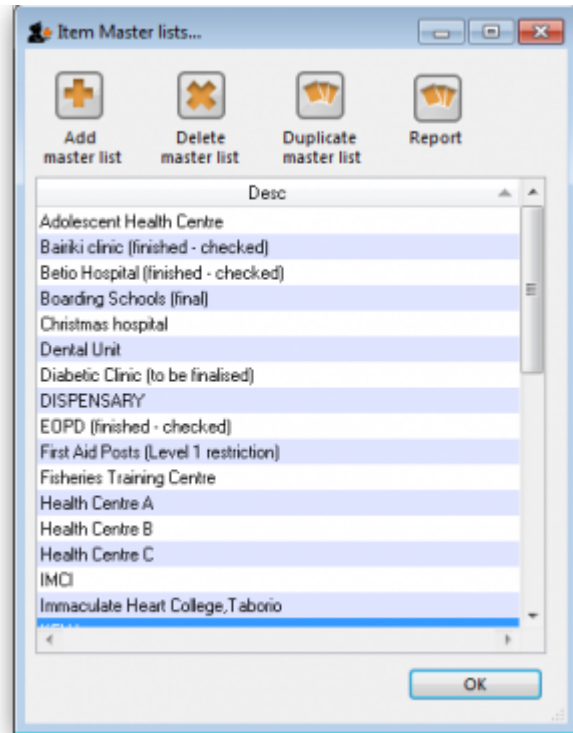 Item Master lists...
Add master list
Delete master list
Duplicate master list
Report
Desc
Adolescent Health Centre
Bairiki clinic (finished - checked)
Betio Hospital (finished - checked)
Boarding Schools (final)
Christmas hospital
Dental Unit
Diabetic Clinic (to be finalised)
DISPENSARY
EOPD (finished - checked)
First Aid Posts (Level 1 restriction)
Fisheries Training Centre
Health Centre A
Health Centre B
Health Centre C
IMCI
Immaculate Heart College,Taborio
OK